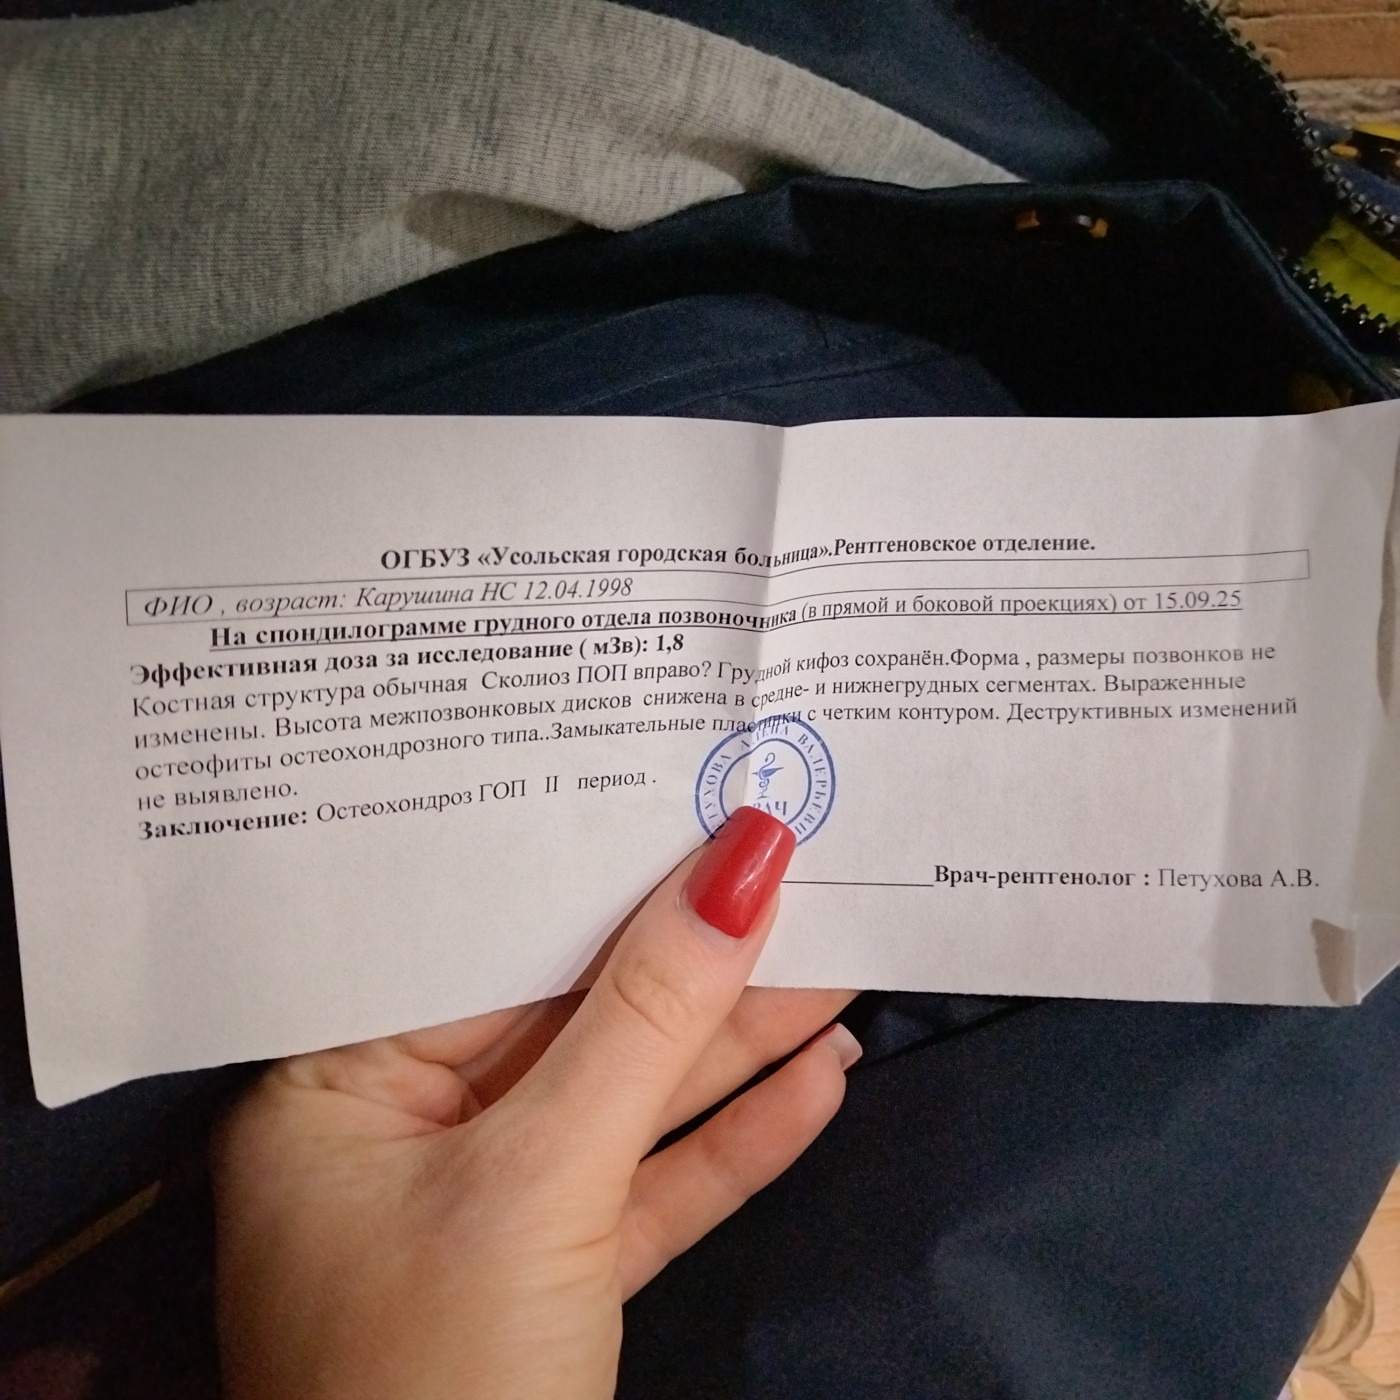 ОГБУЗ «Усольская городская больница».Рентгеновское отделение.
ФИО , возраст: Карушина НС 12.04.1998
На спондилограмме грудного отдела позвоночника (в прямой и боковой проекциях) от 15.09.25
Эффективная доза за исследование ( мЗв): 1,8
Костная структура обычная Сколиоз ПОП вправо? Грудной кифоз сохранён.Форма , размеры позвонков не
изменены. Высота межпозвонковых дисков снижена в средне- и нижнегрудных сегментах. Выраженные
остеофиты остеохондрозного типа..Замыкательные пластинки с четким контуром. Деструктивных изменений
не выявлено.
Заключение: Остеохондроз ГОП II период .
ПЕТУХОВА АЛЕНА ВАЛЕРЬЕВН
Врач-рентгенолог : Петухова А.В.